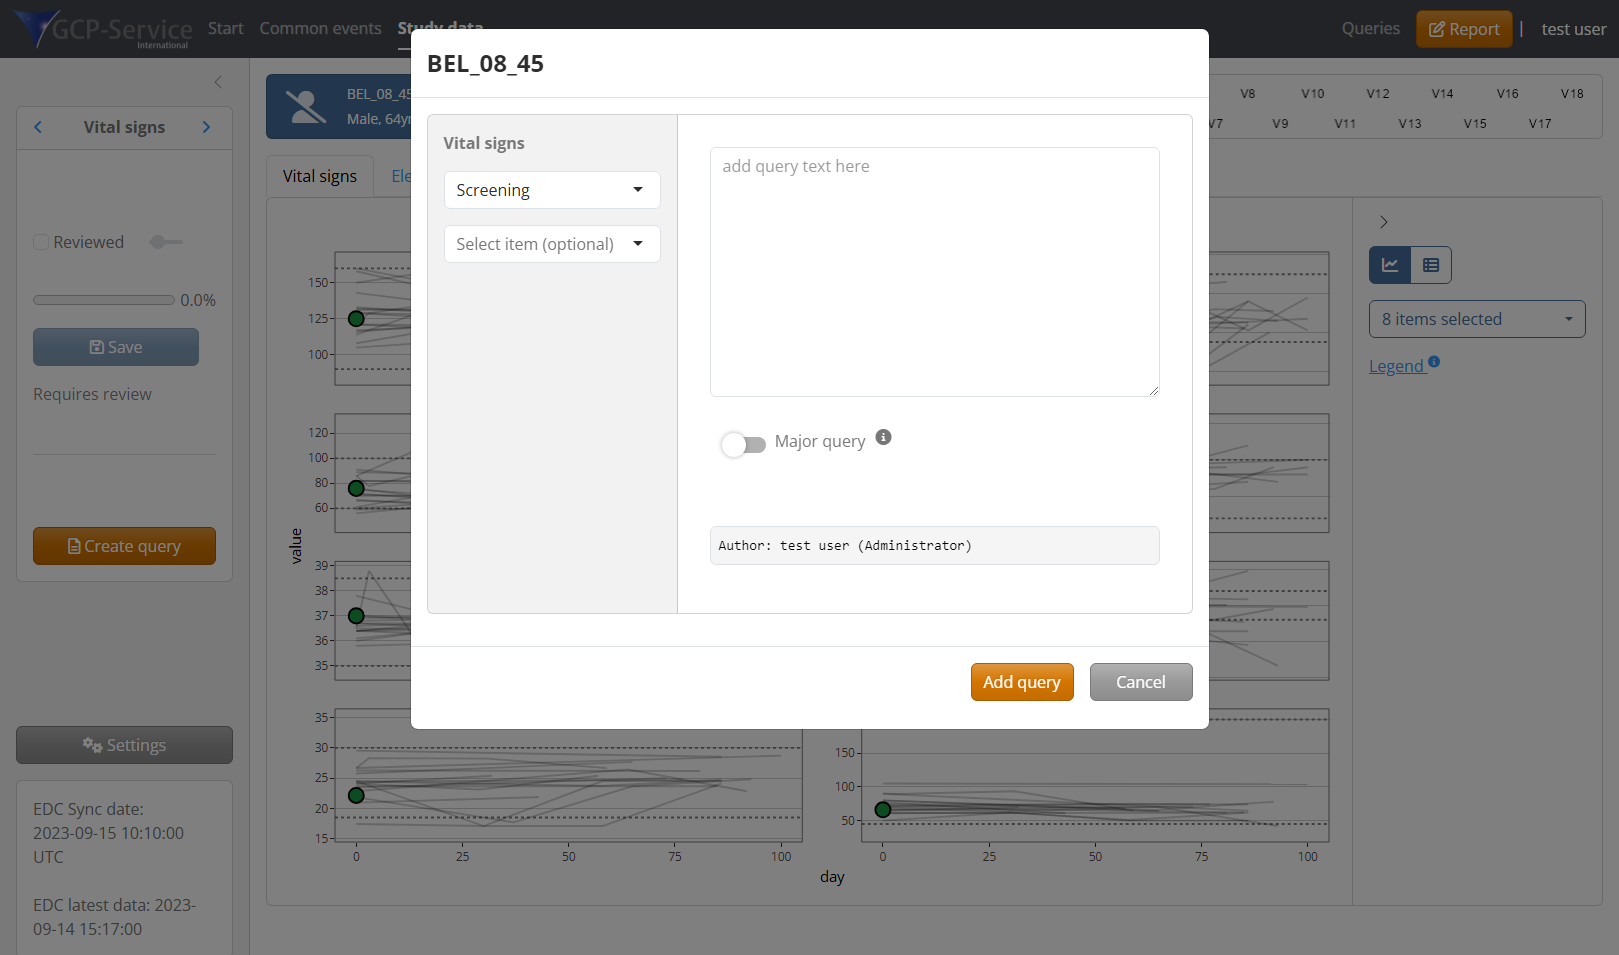 GCP-Service
International
Start
Common events
Study data
Queries
Report
|
test user
Vital signs
Reviewed
0.0%
Save
Requires review
Create query
Settings
EDC Sync date:
2023-09-15 10:10:00
UTC
EDC latest data: 2023-
09-14 15:17:00
BEL_08_45
Male, 64yr
V8 V10 V12 V14 V16 V18
V7 V9 V11 V13 V15 V17
Vital signs
Ele
BEL_08_45
Vital signs
Screening
Select item (optional)
add query text here
Major query
Author: test user (Administrator)
Add query
Cancel
8 items selected
Legend
value
150
125
100
120
100
80
60
39
38
37
36
35
35
30
25
20
15
0 25 50 75 100
150
100
50
0 25 50 75 100
day